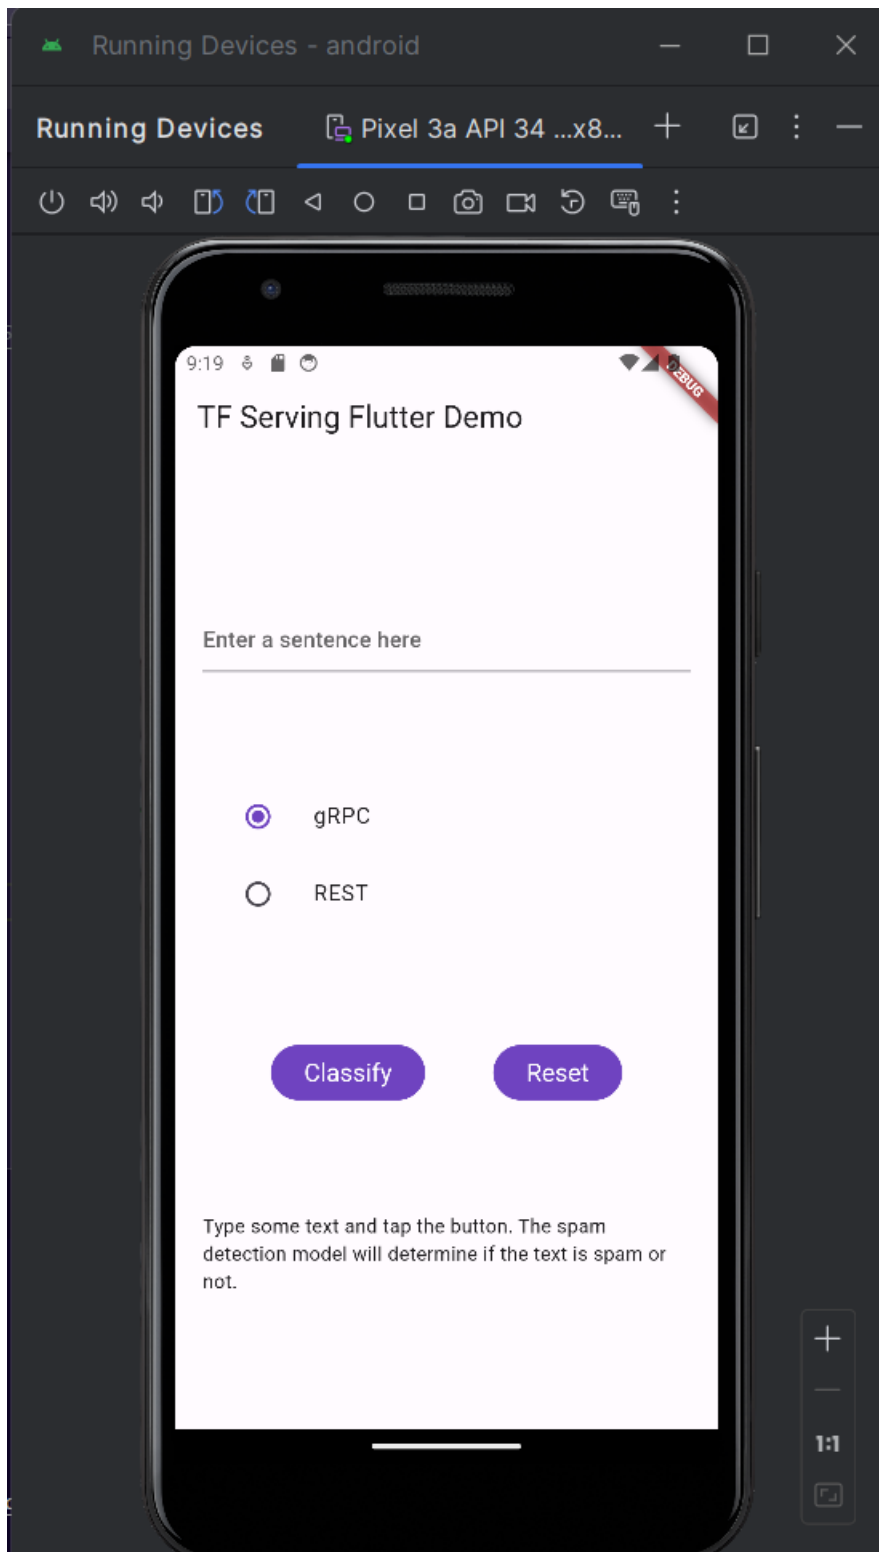 Running Devices - android
Running Devices
Pixel 3a API 34 ...x8...
9:19
DEBUG
TF Serving Flutter Demo
Enter a sentence here
gRPC
REST
Classify
Reset
Type some text and tap the button. The spam
detection model will determine if the text is spam or
not.
1:1